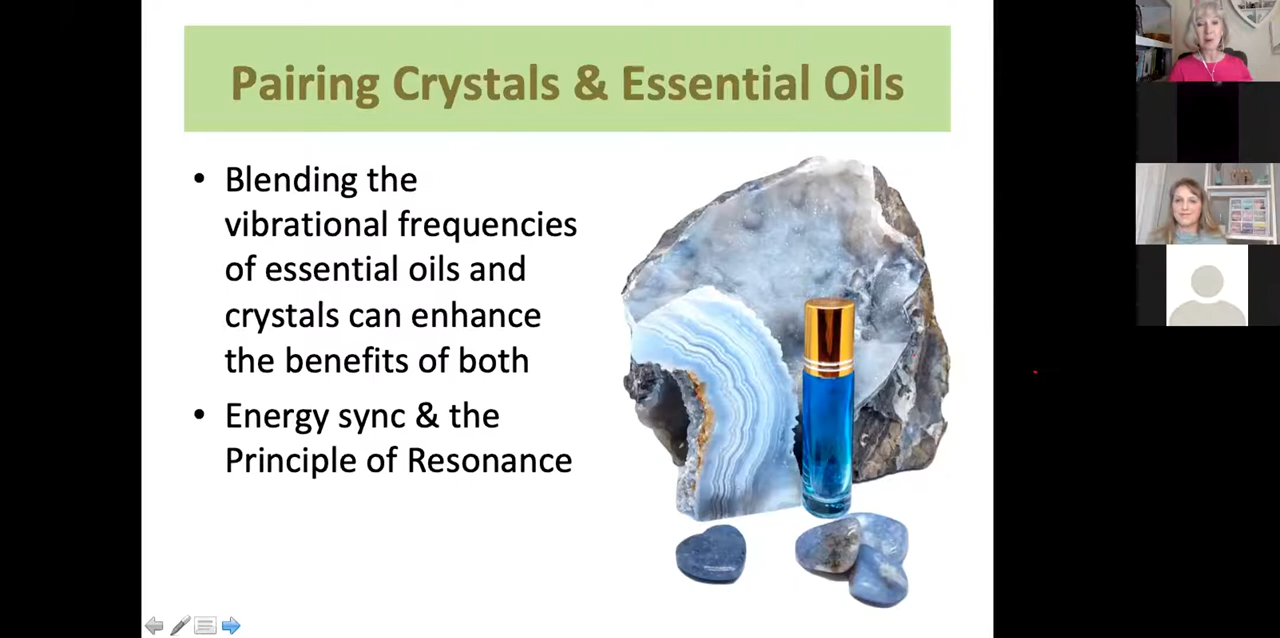 Pairing Crystals & Essential Oils
• Blending the
vibrational frequencies
of essential oils and
crystals can enhance
the benefits of both
• Energy sync & the
Principle of Resonance